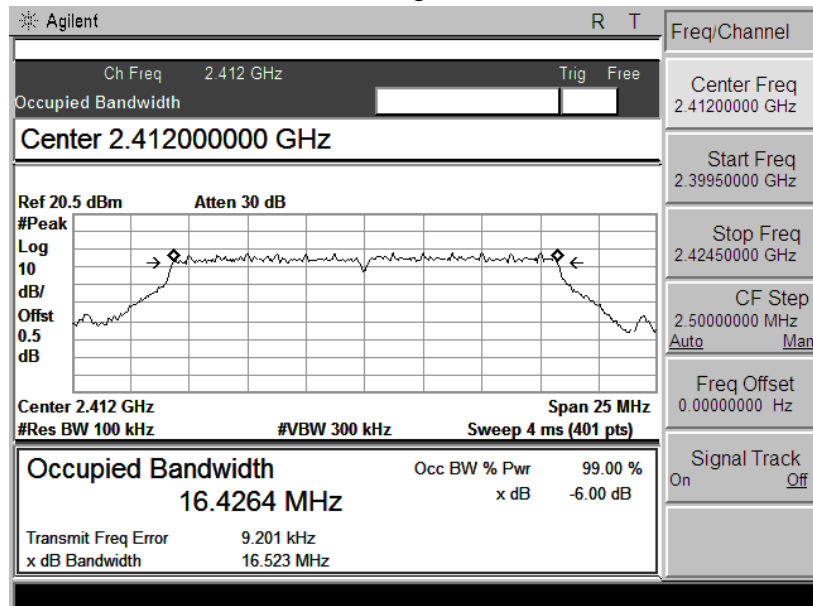 Agilent R T
Ch Freq 2.412 GHz Trig Free
Occupied Bandwidth
Center 2.412000000 GHz
Ref 20.5 dBm Atten 30 dB
#Peak
Log
10
dB/
Offst
0.5
dB
Center 2.412 GHz Span 25 MHz
#Res BW 100 kHz #VBW 300 kHz Sweep 4 ms (401 pts)
Occupied Bandwidth Occ BW % Pwr 99.00 %
16.4264 MHz x dB -6.00 dB
Transmit Freq Error 9.201 kHz
x dB Bandwidth 16.523 MHz
Freq/Channel
Center Freq
2.41200000 GHz
Start Freq
2.39950000 GHz
Stop Freq
2.42450000 GHz
CF Step
2.50000000 MHz
Auto Man
Freq Offset
0.00000000 Hz
Signal Track
On Off